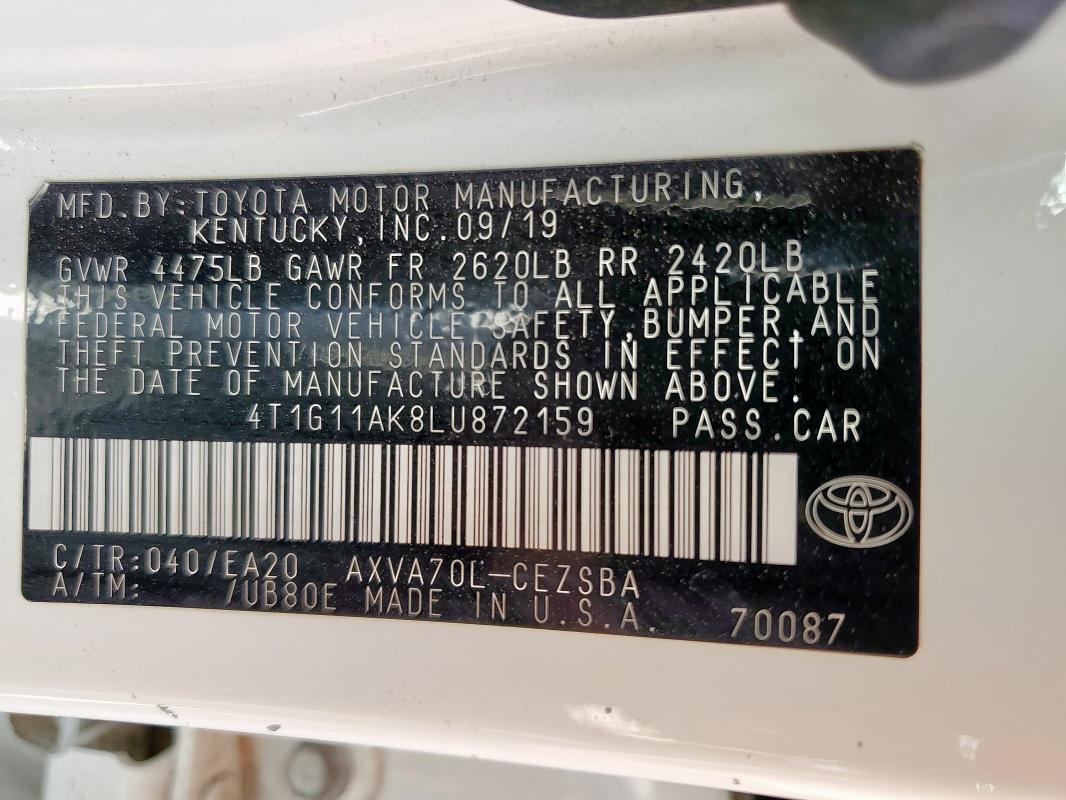 MFD.BY:TOYOTA MOTOR MANUFACTURING,
KENTUCKY, INC. 09/19
GVWR 4475LB GAWR FR 2620LB RR 2420LB
THIS VEHICLE CONFORMS TO ALL APPLICABLE
FEDERAL MOTOR VEHICLE SAFETY, BUMPER, AND
THEFT PREVENTION STANDARDS IN EFFECT ON
THE DATE OF MANUFACTURE SHOWN ABOVE.
4T1G11AK8LU872159 PASS.CAR
C/TR:040/EA20 AXVA70L-CEZSBA
A/TM: /UB80E MADE IN U.S.A. 70087